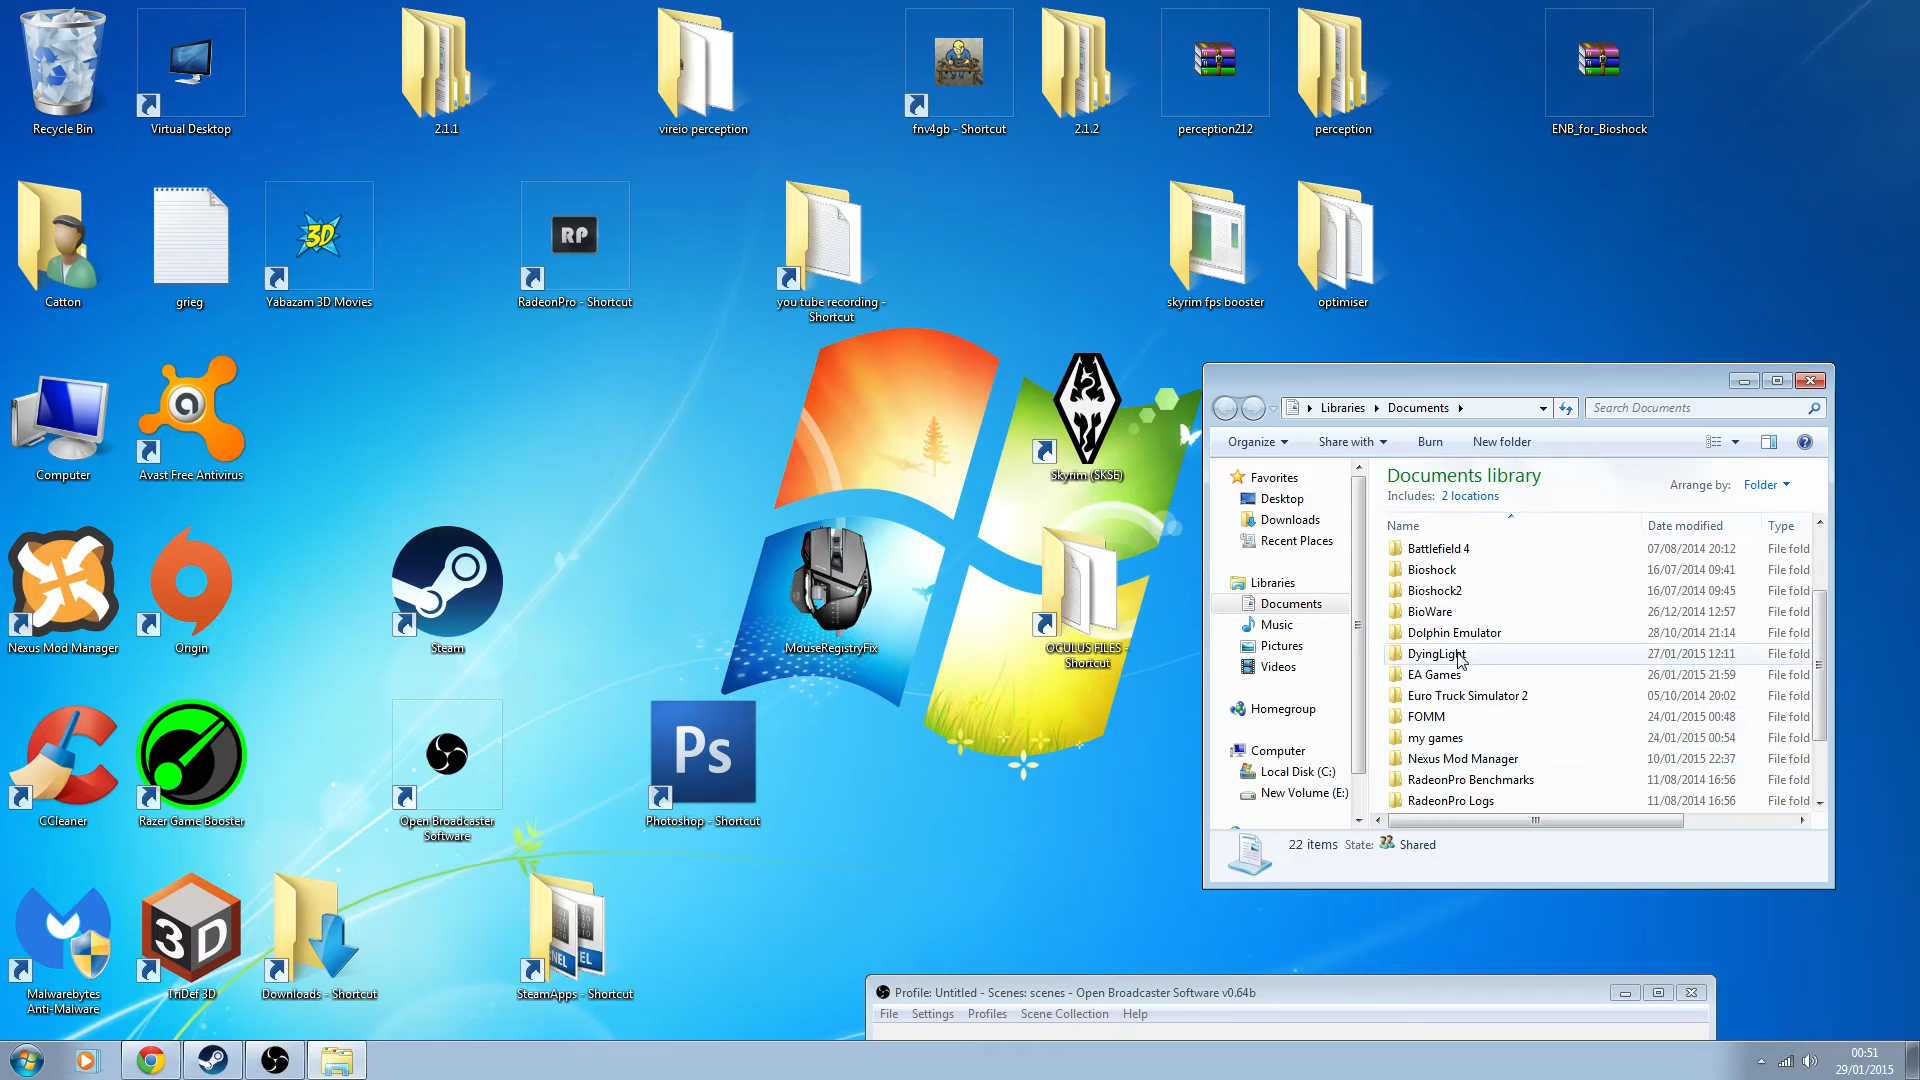 Recycle Bin
Virtual Desktop
2.1.1
vireio perception
fnv4gb - Shortcut
2.1.2
perception212
perception
ENB_for_Bioshock
Catton
grieg
3D
Yabazam 3D Movies
RP
RadeonPro - Shortcut
you tube recording -
Shortcut
skyrim fps booster
optimiser
Computer
Avast Free Antivirus
Skyrim (SKSE)
Nexus Mod Manager
Origin
Steam
MouseRegistryFix
OCULUS FILES -
Shortcut
CCleaner
Razer Game Booster
Open Broadcaster
Software
Ps
Photoshop - Shortcut
Malwarebytes
Anti-Malware
3D
TriDef 3D
Downloads - Shortcut
SteamApps - Shortcut
Libraries
Documents
Search Documents
Organize
Share with
Burn
New folder
Favorites
Desktop
Downloads
Recent Places
Libraries
Documents
Music
Pictures
Videos
Homegroup
Computer
Local Disk (C:)
New Volume (E:)
Documents library
Includes: 2 locations
Arrange by: Folder
Name Date modified Type
Battlefield 4 07/08/2014 20:12 File fold
Bioshock 16/07/2014 09:41 File fold
Bioshock2 16/07/2014 09:45 File fold
BioWare 26/12/2014 12:57 File fold
Dolphin Emulator 28/10/2014 21:14 File fold
DyingLight 27/01/2015 12:11 File fold
EA Games 26/01/2015 21:59 File fold
Euro Truck Simulator 2 05/10/2014 20:02 File fold
FOMM 24/01/2015 00:48 File fold
my games 24/01/2015 00:54 File fold
Nexus Mod Manager 10/01/2015 22:37 File fold
RadeonPro Benchmarks 11/08/2014 16:56 File fold
RadeonPro Logs 11/08/2014 16:56 File fold
22 items State: Shared
Profile: Untitled - Scenes: scenes - Open Broadcaster Software v0.64b
File Settings Profiles Scene Collection Help
00:51
29/01/2015